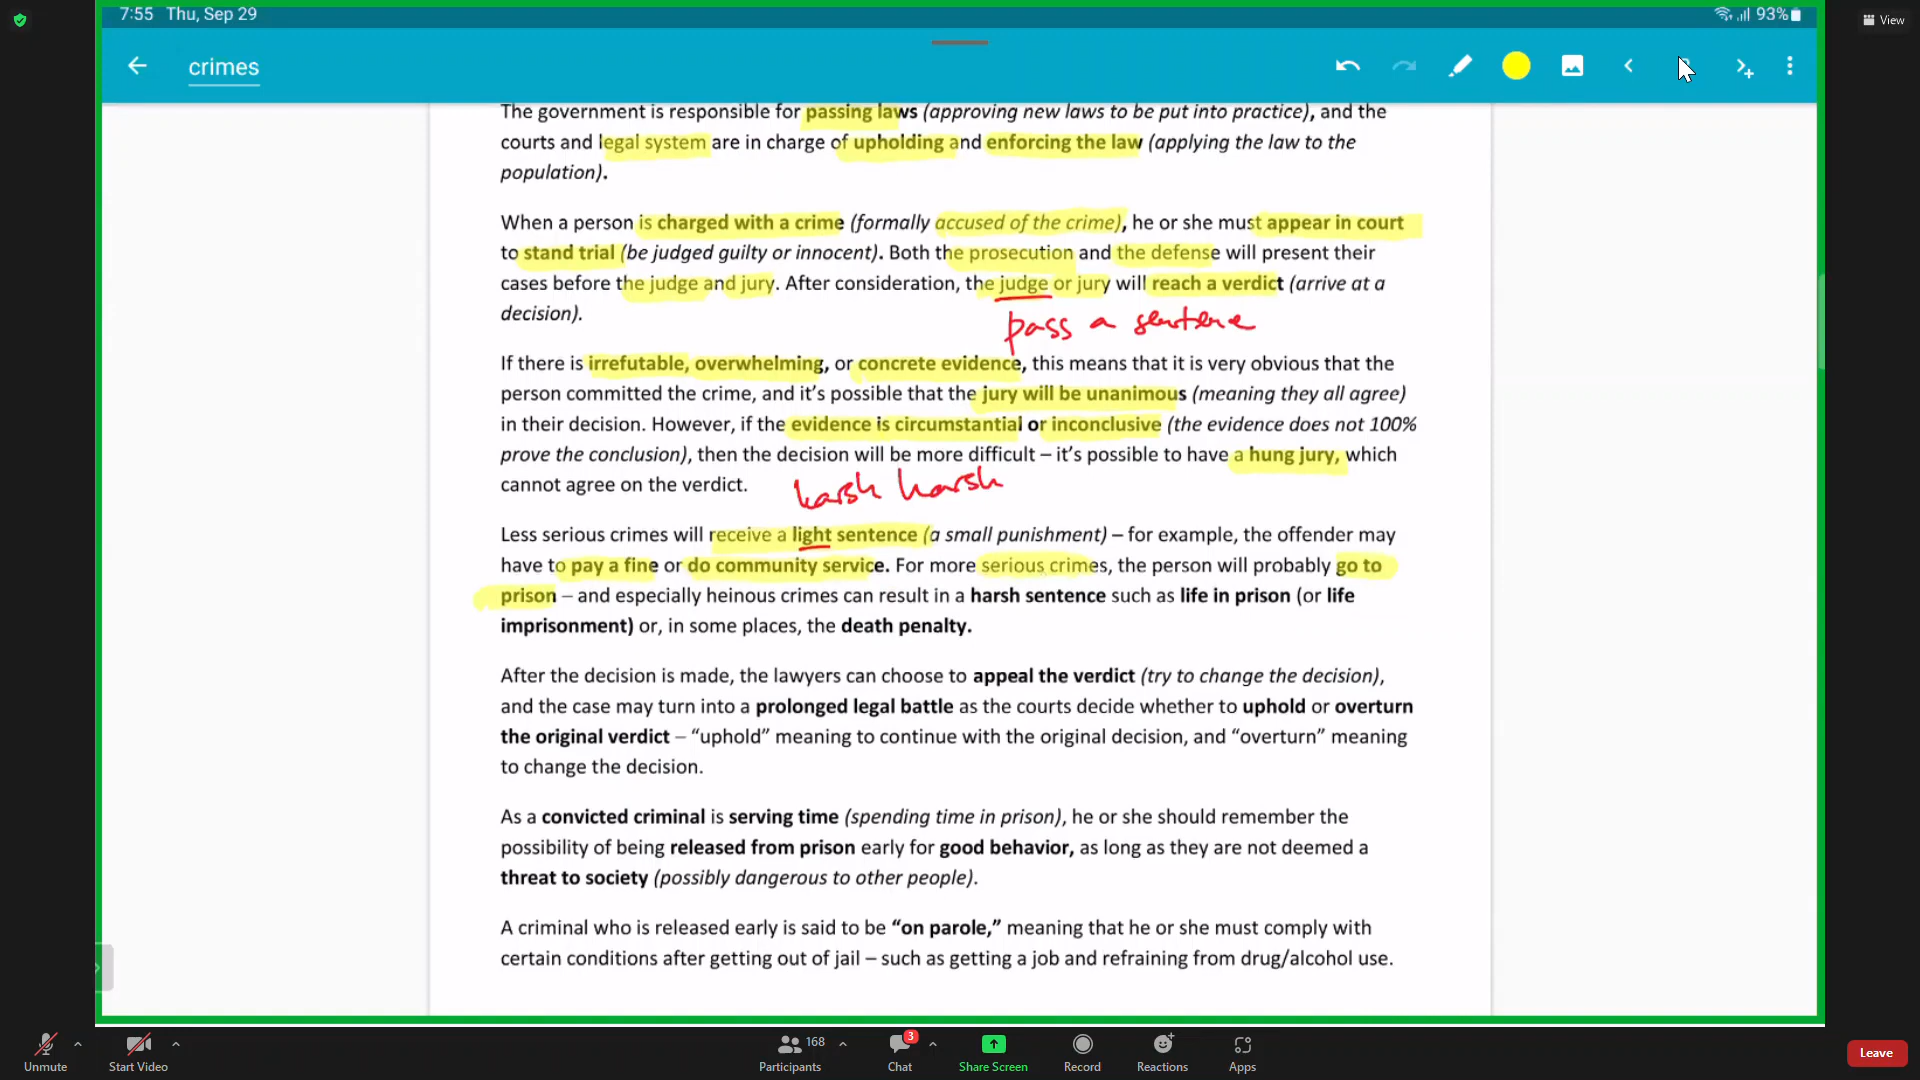 7:55 Thu, Sep 29
93%
View
crimes
The government is responsible for passing laws (approving new laws to be put into practice), and the
courts and legal system are in charge of upholding and enforcing the law (applying the law to the
population).
When a person is charged with a crime (formally accused of the crime), he or she must appear in court
to stand trial (be judged guilty or innocent). Both the prosecution and the defense will present their
cases before the judge and jury. After consideration, the judge or jury will reach a verdict (arrive at a
decision).
pass a sentence
If there is irrefutable, overwhelming, or concrete evidence, this means that it is very obvious that the
person committed the crime, and it’s possible that the jury will be unanimous (meaning they all agree)
in their decision. However, if the evidence is circumstantial or inconclusive (the evidence does not 100%
prove the conclusion), then the decision will be more difficult – it’s possible to have a hung jury, which
cannot agree on the verdict.
harsh harsh
Less serious crimes will receive a light sentence (a small punishment) – for example, the offender may
have to pay a fine or do community service. For more serious crimes, the person will probably go to
prison – and especially heinous crimes can result in a harsh sentence such as life in prison (or life
imprisonment) or, in some places, the death penalty.
After the decision is made, the lawyers can choose to appeal the verdict (try to change the decision),
and the case may turn into a prolonged legal battle as the courts decide whether to uphold or overturn
the original verdict – “uphold” meaning to continue with the original decision, and “overturn” meaning
to change the decision.
As a convicted criminal is serving time (spending time in prison), he or she should remember the
possibility of being released from prison early for good behavior, as long as they are not deemed a
threat to society (possibly dangerous to other people).
A criminal who is released early is said to be “on parole,” meaning that he or she must comply with
certain conditions after getting out of jail – such as getting a job and refraining from drug/alcohol use.
168
3
Unmute
Start Video
Participants
Chat
Share Screen
Record
Reactions
Apps
Leave